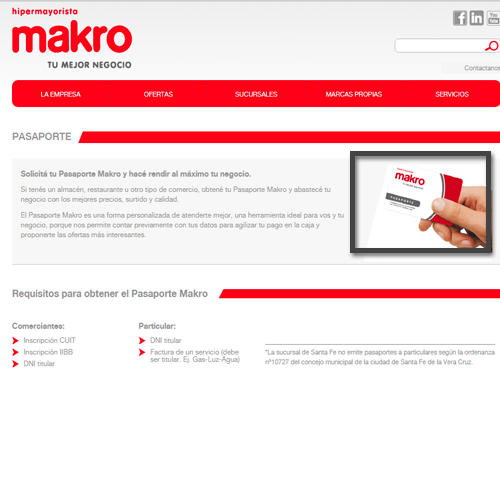 hipermayorista
makro
TU MEJOR NEGOCIO
You
Contactanos
LA EMPRESA
OFERTAS
SUCURSALES
MARCAS PROPIAS
SERVICIOS
PASAPORTE
Solicitá tu Pasaporte Makro y hacé rendir al máximo tu negocio.
Si tenés un almacén, restaurante u otro tipo de comercio, obtené tu Pasaporte Makro y abastecé tu
negocio con los mejores precios, surtido y calidad.
El Pasaporte Makro es una forma personalizada de atenderte mejor, una herramienta ideal para vos y tu
negocio, porque nos permite contar previamente con tus datos para agilizar tu pago en la caja y
proponerte las ofertas más interesantes.
makro
PASAPORTE
Requisitos para obtener el Pasaporte Makro
Comerciantes:
Inscripción CUIT
Inscripción IIBB
DNI titular
Particular:
DNI titular
Factura de un servicio (debe
ser titular. Ej. Gas-Luz-Agua)
*La sucursal de Santa Fe no emite pasaportes a particulares según la ordenanza
nº10727 del concejo municipal de la ciudad de Santa Fe de la Vera Cruz.